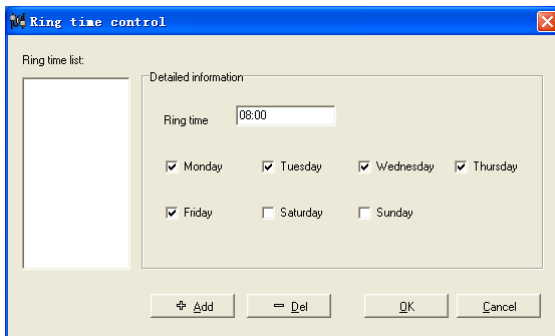 Ring time control
Ring time list:
Detailed information
Ring time 08:00
Monday Tuesday Wednesday Thursday
Friday Saturday Sunday
Add Del OK Cancel